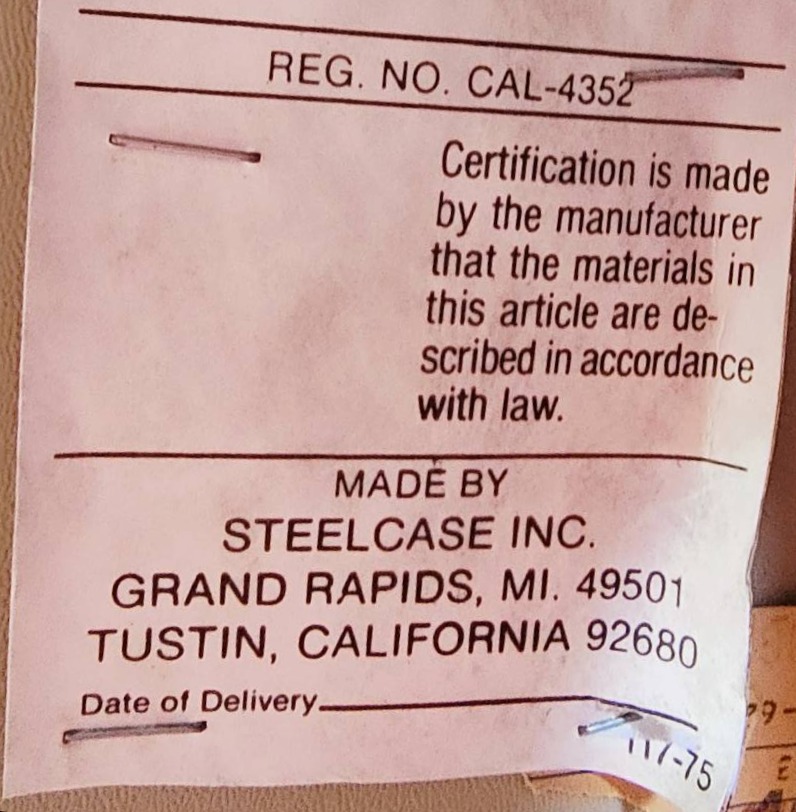 REG. NO. CAL-4352
Certification is made
by the manufacturer
that the materials in
this article are de-
scribed in accordance
with law.
MADE BY
STEELCASE INC.
GRAND RAPIDS, MI. 49501
TUSTIN, CALIFORNIA 92680
Date of Delivery